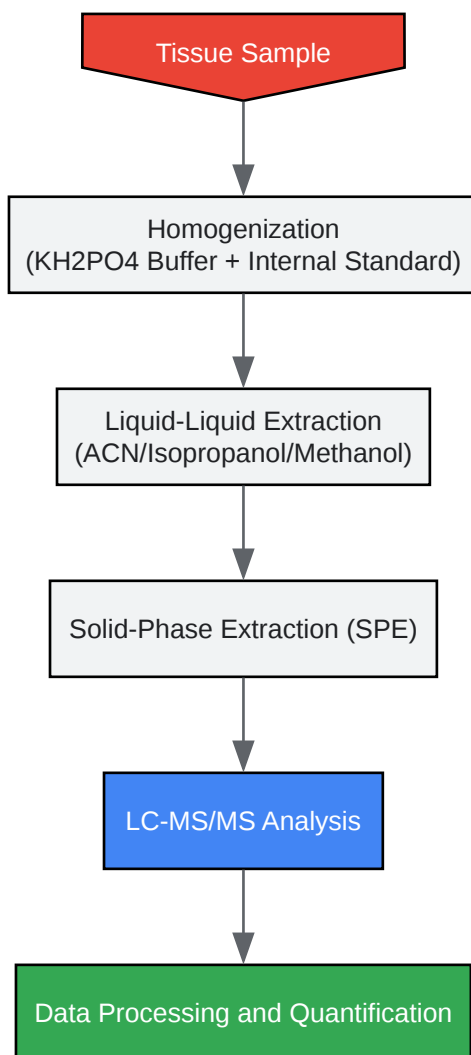 Tissue Sample
Homogenization
(KH2PO4 Buffer + Internal Standard)
Liquid-Liquid Extraction
(ACN/Isopropanol/Methanol)
Solid-Phase Extraction (SPE)
LC-MS/MS Analysis
Data Processing and Quantification